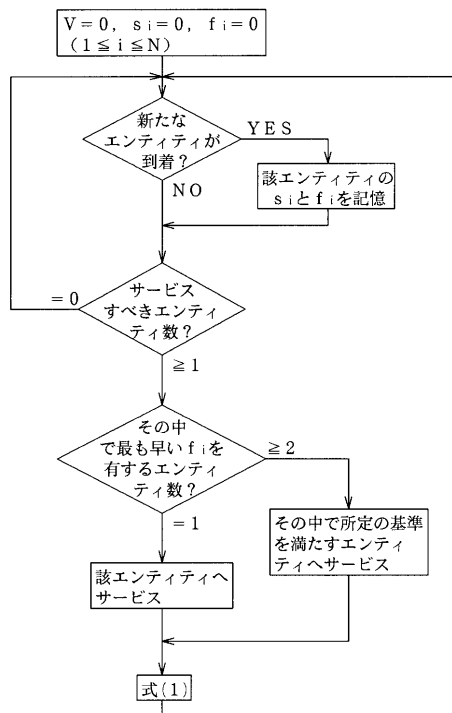 V=0, si=0, fi=0
(1≦i≦N)
新たな
エンティティが
到着?
YES
NO
該エンティティの
siとfiを記憶
サービス
すべきエンティ
ティ数?
=0
≧1
その中
で最も早いfiを
有するエンティ
ティ数?
≧2
=1
その中で所定の基準
を満たすエンティ
ティへサービス
該エンティティへ
サービス
式(1)